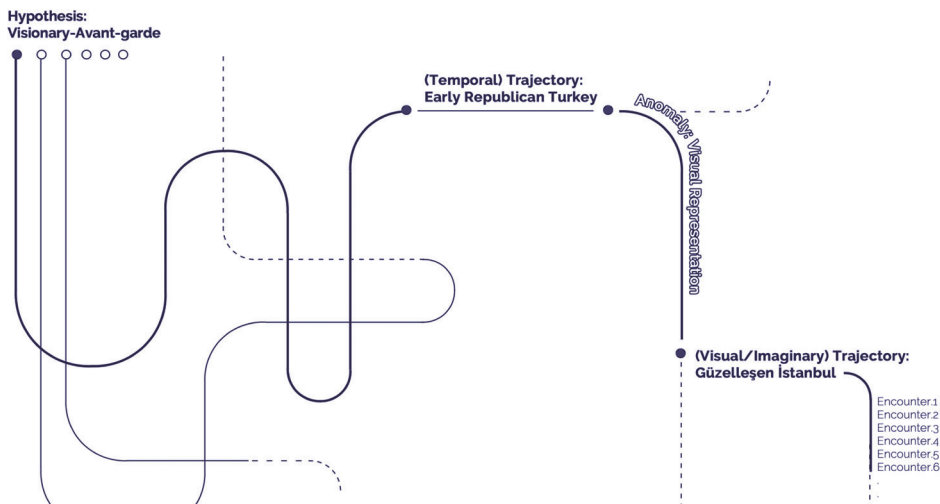 Hypothesis:
Visionary-Avant-garde
(Temporal) Trajectory:
Early Republican Turkey
Anomaly: Visual Representation
(Visual/Imaginary) Trajectory:
Güzelleşen İstanbul
Encounter.1
Encounter.2
Encounter.3
Encounter.4
Encounter.5
Encounter.6